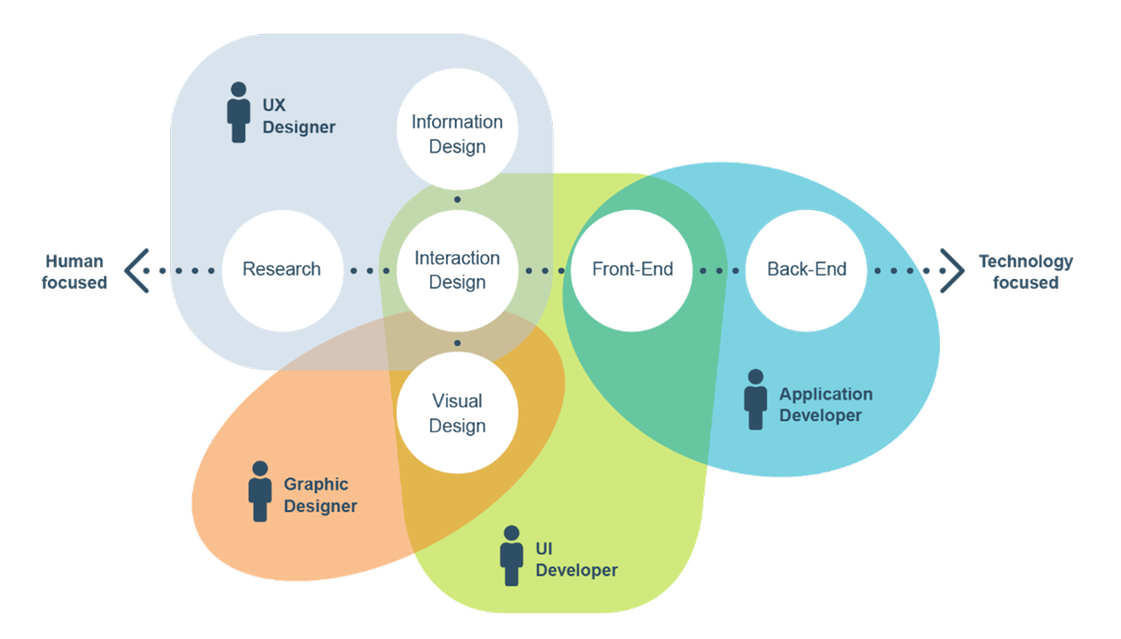 UX
Designer
Information
Design
Human
focused
Research
Interaction
Design
Front-End
Back-End
Technology
focused
Visual
Design
Application
Developer
Graphic
Designer
UI
Developer